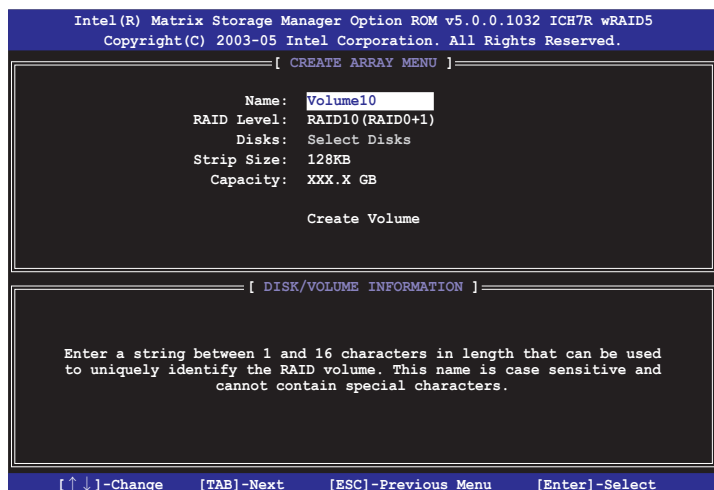 Intel(R) Matrix Storage Manager Option ROM v5.0.0.1032 ICH7R wRAID5
Copyright(C) 2003-05 Intel Corporation. All Rights Reserved.
[ CREATE ARRAY MENU ]
Name: Volume10
RAID Level: RAID10(RAID0+1)
Disks: Select Disks
Strip Size: 128KB
Capacity: XXX.X GB
Create Volume
[ DISK/VOLUME INFORMATION ]
Enter a string between 1 and 16 characters in length that can be used
to uniquely identify the RAID volume. This name is case sensitive and
cannot contain special characters.
[↑↓]-Change [TAB]-Next [ESC]-Previous Menu [Enter]-Select